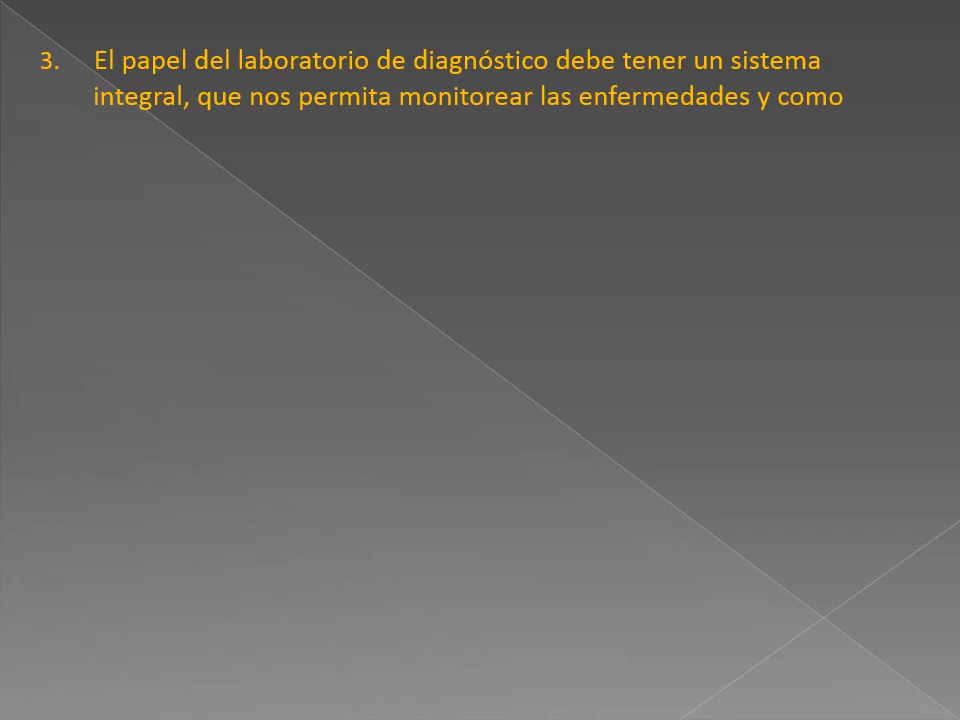 3. El papel del laboratorio de diagnóstico debe tener un sistema
integral, que nos permita monitorear las enfermedades y como